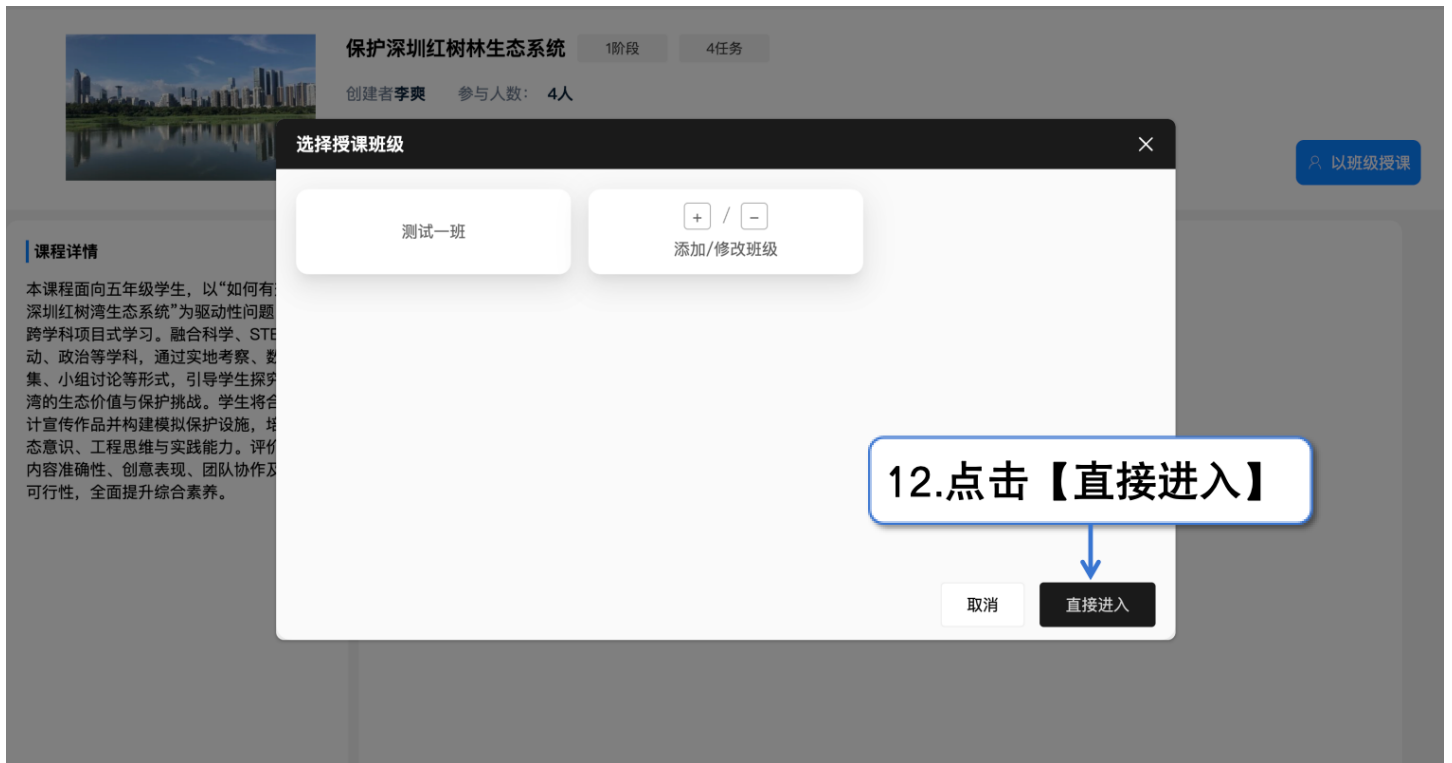 保护深圳红树林生态系统 1阶段 4任务
创建者李爽 参与人数： 4人
选择授课班级
以班级授课
测试一班
+ / -
添加/修改班级
课程详情
本课程面向五年级学生，以“如何有
深圳红树湾生态系统”为驱动性问题
跨学科项目式学习。融合科学、STE
动、政治等学科，通过实地考察、数
集、小组讨论等形式，引导学生探究
湾的生态价值与保护挑战。学生将合
计宣传作品并构建模拟保护设施，培
态意识、工程思维与实践能力。评价
内容准确性、创意表现、团队协作及
可行性，全面提升综合素养。
12.点击【直接进入】
取消 直接进入